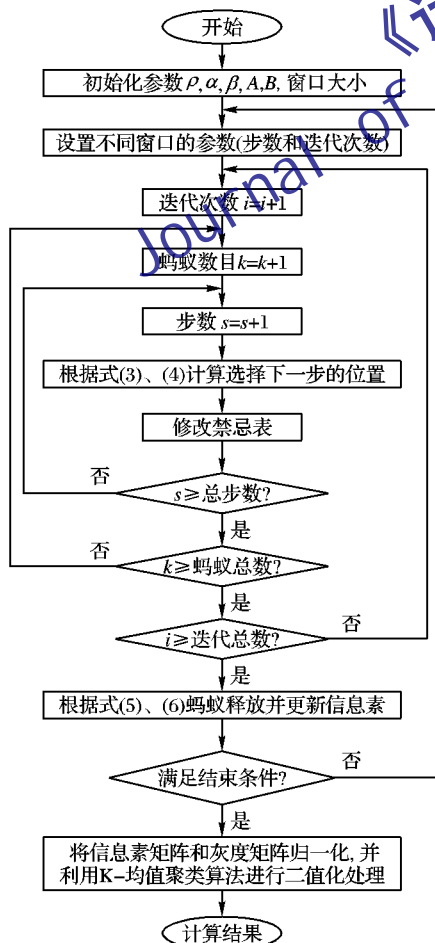 开始
《计
初始化参数 ρ,α,β,A,B, 窗口大小
设置不同窗口的参数(步数和迭代次数)
Journal of
迭代次数 i=i+1
蚂蚁数目k=k+1
步数 s=s+1
根据式(3)、(4)计算选择下一步的位置
修改禁忌表
否
s≥总步数?
是
否
k≥蚂蚁总数?
是
i≥迭代总数?
否
是
根据式(5)、(6)蚂蚁释放并更新信息素
满足结束条件?
否
是
将信息素矩阵和灰度矩阵归一化, 并
利用K-均值聚类算法进行二值化处理
计算结果